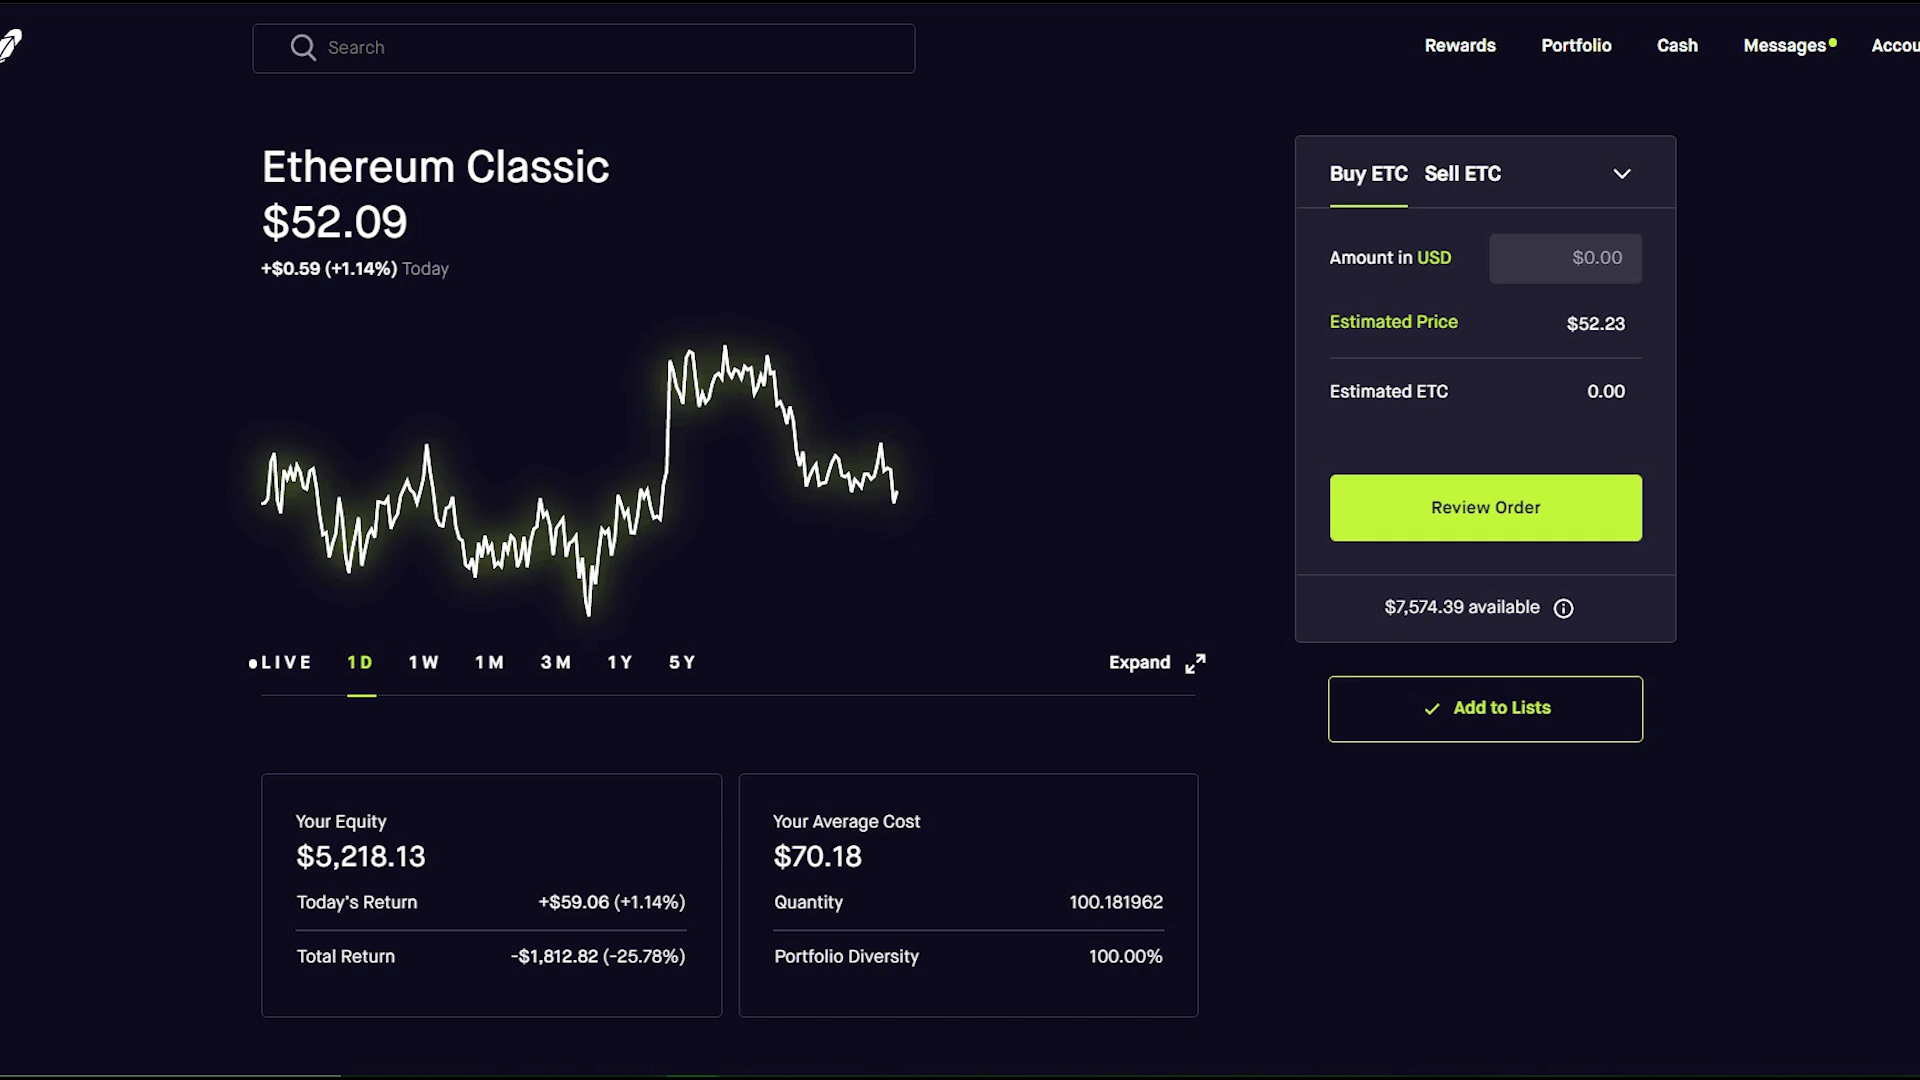 Search
Rewards Portfolio Cash Messages Accou
Ethereum Classic
$52.09
+$0.59 (+1.14%) Today
Buy ETC Sell ETC
Amount in USD $0.00
Estimated Price $52.23
Estimated ETC 0.00
Review Order
$7,574.39 available
LIVE 1D 1W 1M 3M 1Y 5Y Expand
Add to Lists
Your Equity
$5,218.13
Today's Return +$59.06 (+1.14%)
Total Return -$1,812.82 (-25.78%)
Your Average Cost
$70.18
Quantity 100.181962
Portfolio Diversity 100.00%